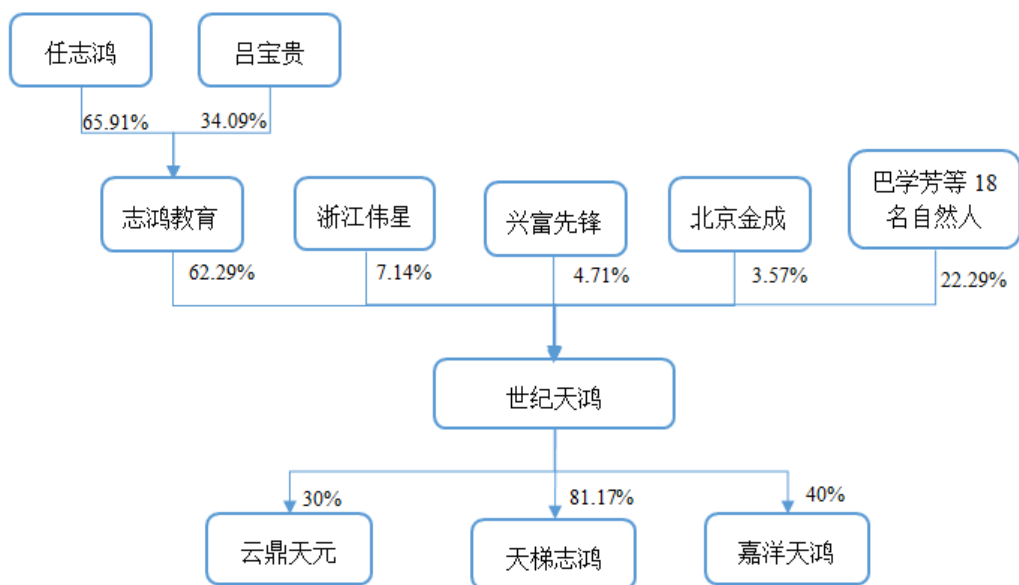 任志鸿
吕宝贵
65.91%
34.09%
志鸿教育
浙江伟星
兴富先锋
北京金成
巴学芳等 18
名自然人
62.29%
7.14%
4.71%
3.57%
22.29%
世纪天鸿
30%
81.17%
40%
云鼎天元
天梯志鸿
嘉洋天鸿